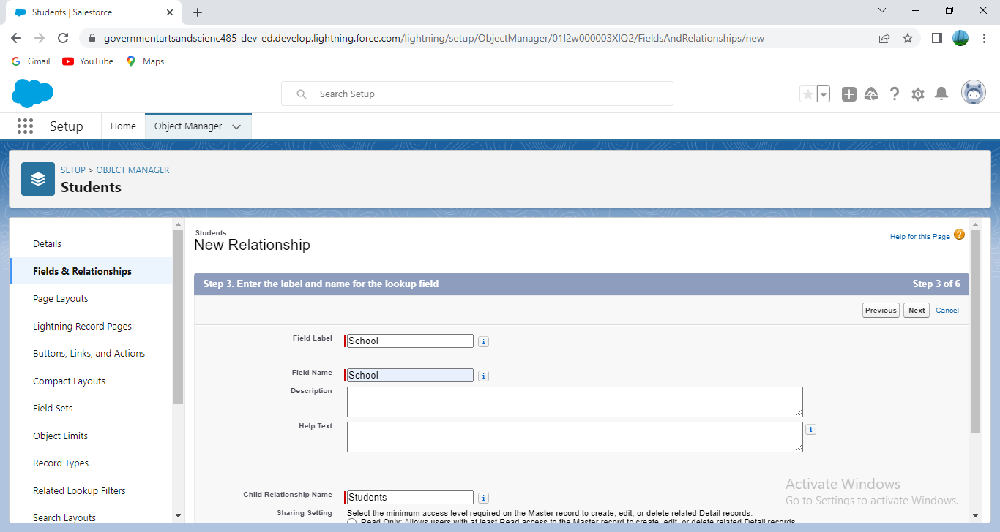 Students | Salesforce
governmentartsandscienc485-dev-ed.develop.lightning.force.com/lightning/setup/ObjectManager/01I2w000003XlQ2/FieldsAndRelationships/new
Gmail YouTube Maps
Search Setup
Setup Home Object Manager
SETUP > OBJECT MANAGER
Students
Details
Fields & Relationships
Page Layouts
Lightning Record Pages
Buttons, Links, and Actions
Compact Layouts
Field Sets
Object Limits
Record Types
Related Lookup Filters
Search Layouts
Students
New Relationship
Help for this Page ?
Step 3. Enter the label and name for the lookup field Step 3 of 6
Previous Next Cancel
Field Label School i
Field Name School i
Description
Help Text i
Child Relationship Name Students i
Sharing Setting Select the minimum access level required on the Master record to create, edit, or delete related Detail records:
Read Only: Allows users with at least Read access to the Master record to create, edit, or delete related Detail records
Activate Windows
Go to Settings to activate Windows.